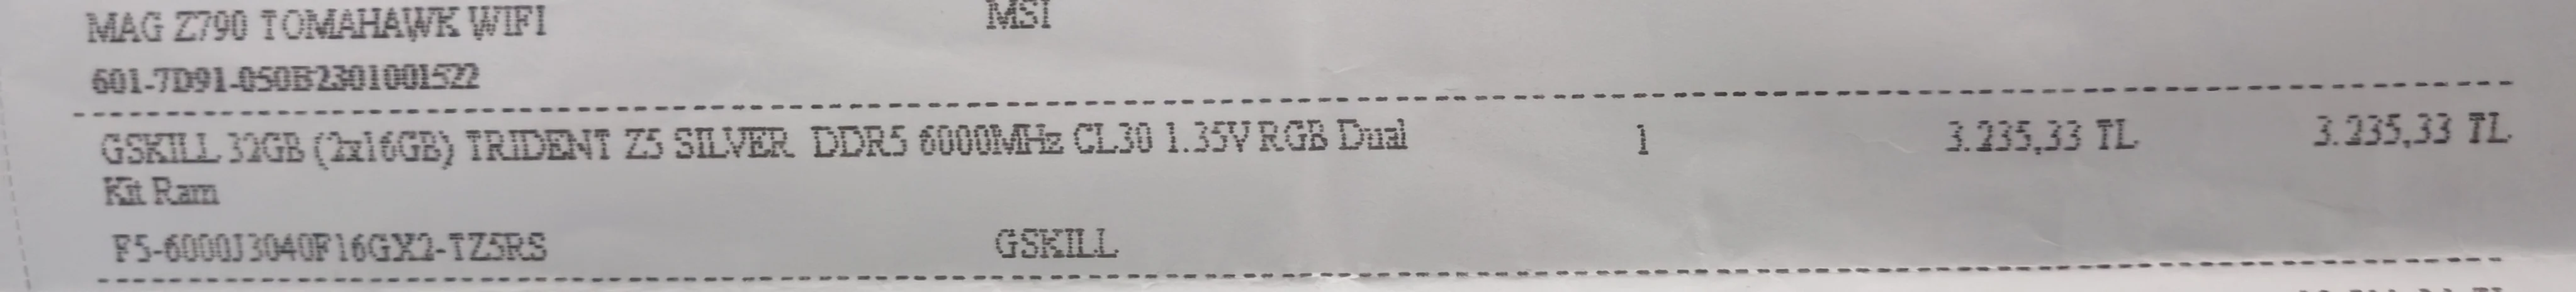 MAG Z790 TOMAHAWK WIFI MSI
601-7D91-050B2301001522
GSKILL 32GB (2x16GB) TRIDENT Z5 SILVER DDR5 6000MHz CL30 1.35V RGB Dual 1 3.235,33 TL 3.235,33 TL
Kit Ram
F5-6000J3040F16GX2-TZ5RS GSKILL